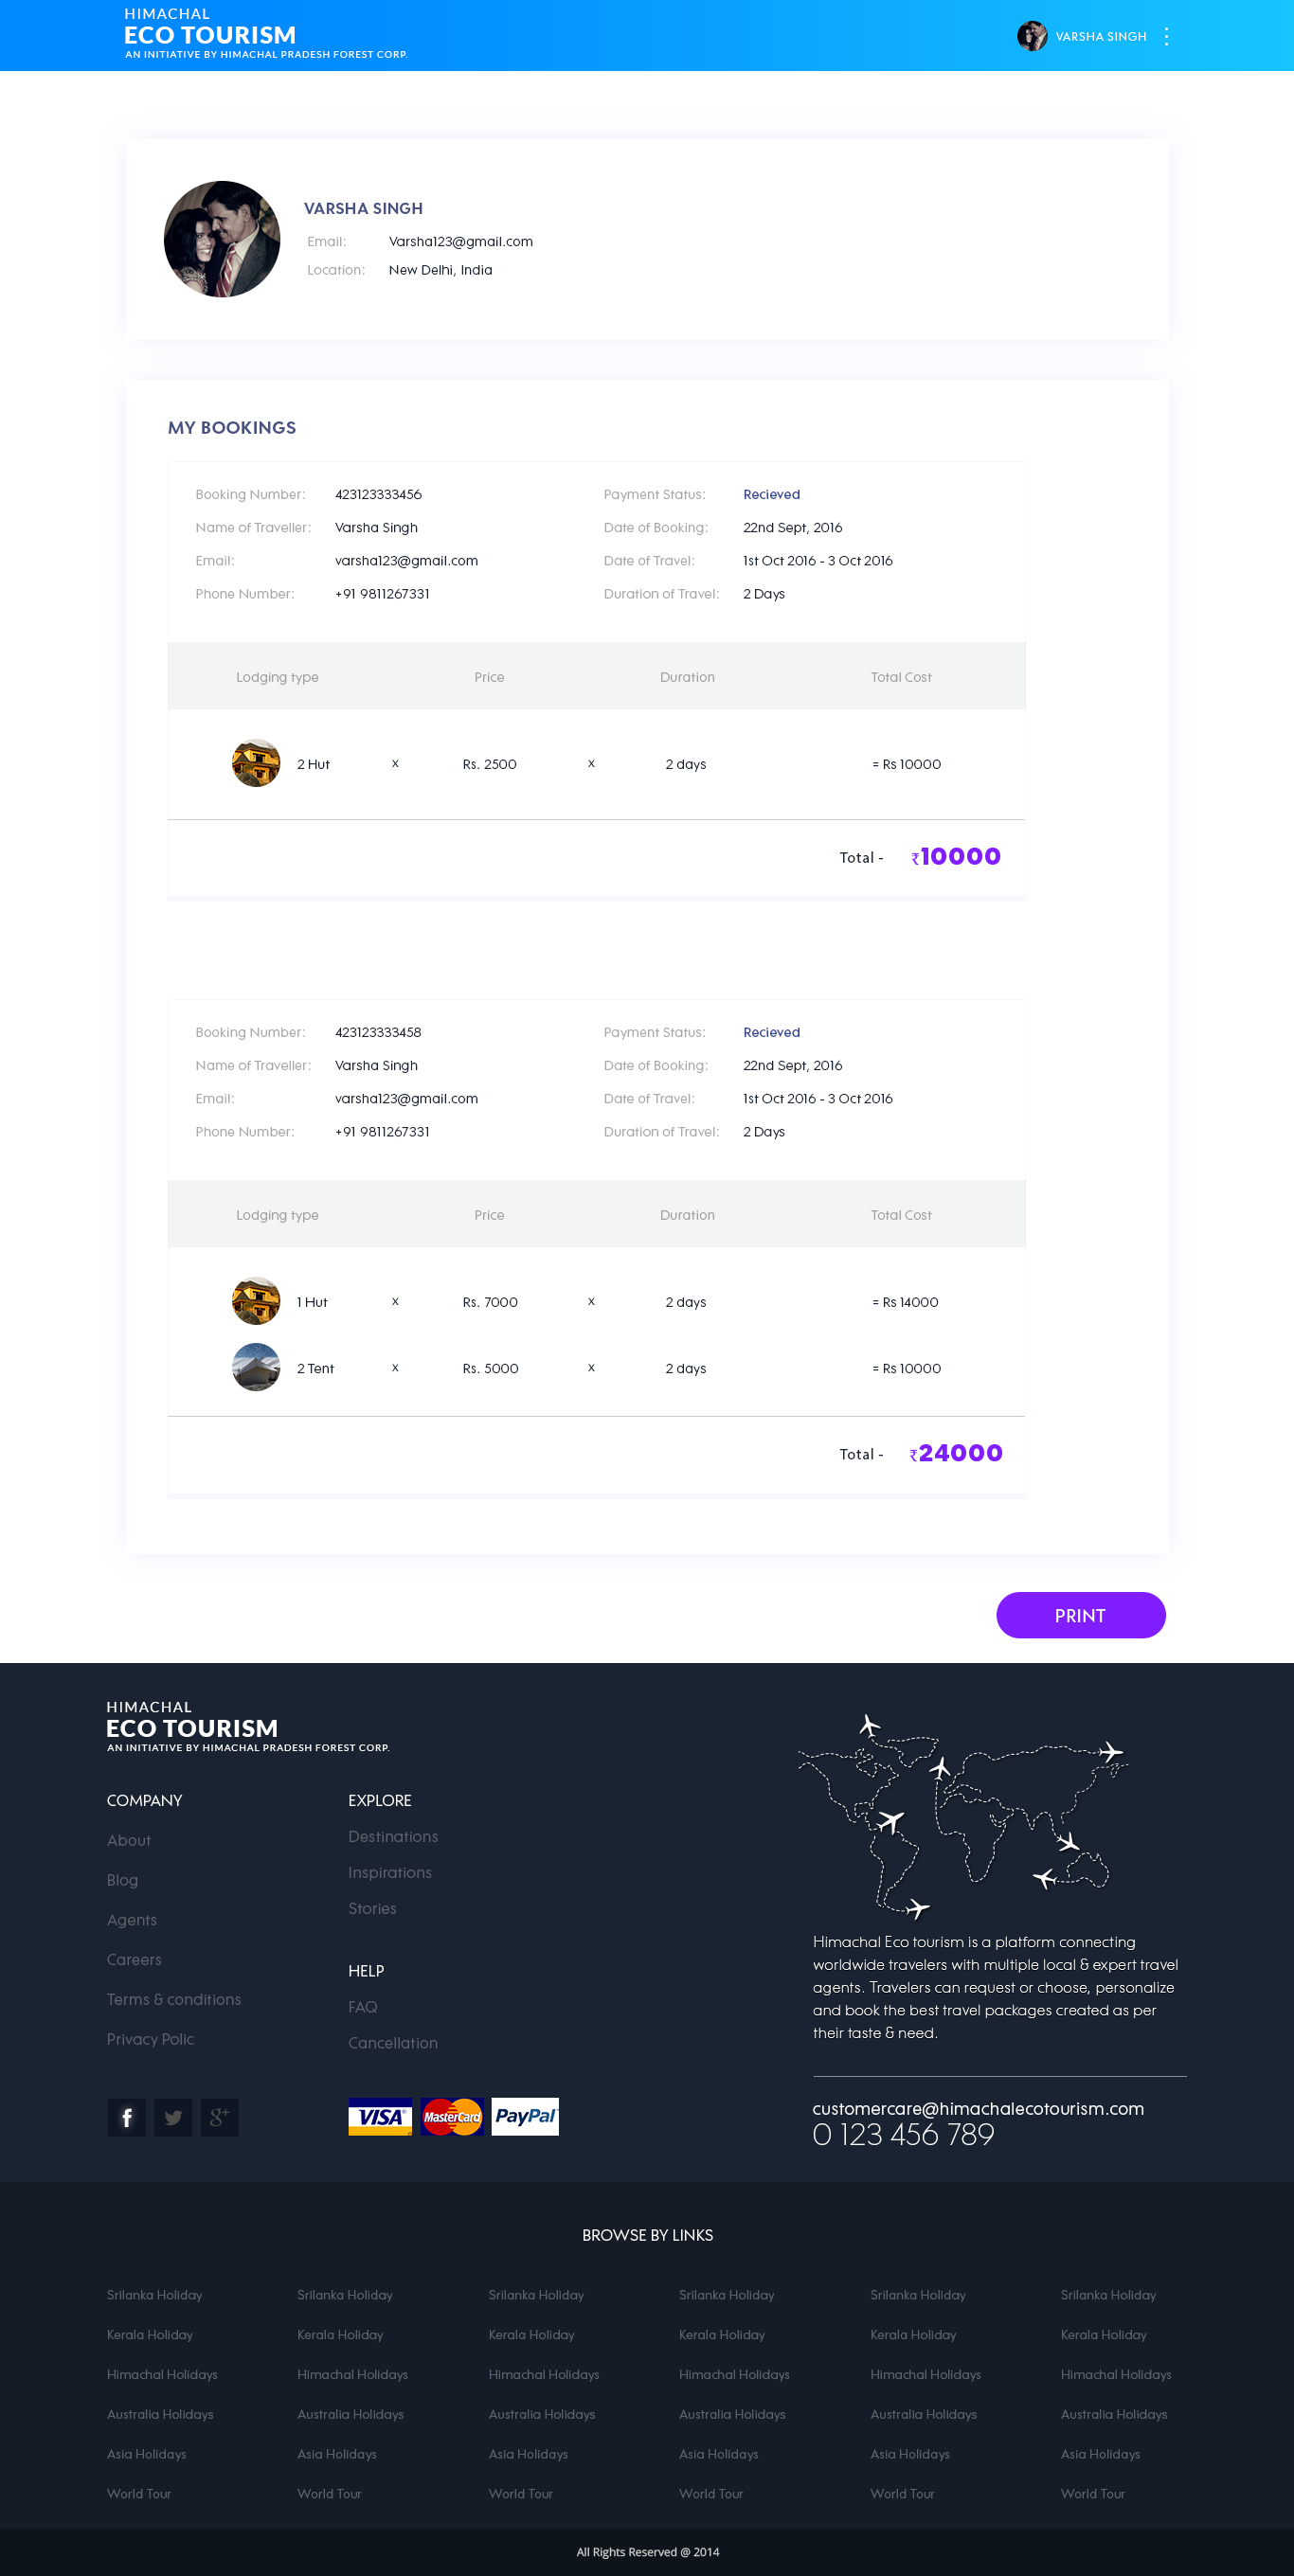 HIMACHAL
ECO TOURISM
AN INITIATIVE BY HIMACHAL PRADESH FOREST CORP.
VARSHA SINGH
VARSHA SINGH
Email: Varsha123@gmail.com
Location: New Delhi, India
MY BOOKINGS
Booking Number: 423123333456 Payment Status: Recieved
Name of Traveller: Varsha Singh Date of Booking: 22nd Sept, 2016
Email: varsha123@gmail.com Date of Travel: 1st Oct 2016 - 3 Oct 2016
Phone Number: +91 9811267331 Duration of Travel: 2 Days
Lodging type Price Duration Total Cost
2 Hut x Rs. 2500 x 2 days = Rs 10000
Total - ₹10000
Booking Number: 423123333458 Payment Status: Recieved
Name of Traveller: Varsha Singh Date of Booking: 22nd Sept, 2016
Email: varsha123@gmail.com Date of Travel: 1st Oct 2016 - 3 Oct 2016
Phone Number: +91 9811267331 Duration of Travel: 2 Days
Lodging type Price Duration Total Cost
1 Hut x Rs. 7000 x 2 days = Rs 14000
2 Tent x Rs. 5000 x 2 days = Rs 10000
Total - ₹24000
PRINT
HIMACHAL
ECO TOURISM
AN INITIATIVE BY HIMACHAL PRADESH FOREST CORP.
COMPANY
About
Blog
Agents
Careers
Terms & conditions
Privacy Polic
EXPLORE
Destinations
Inspirations
Stories
HELP
FAQ
Cancellation
f g+
VISA MasterCard PayPal
Himachal Eco tourism is a platform connecting
worldwide travelers with multiple local & expert travel
agents. Travelers can request or choose, personalize
and book the best travel packages created as per
their taste & need.
customercare@himachalecotourism.com
0 123 456 789
BROWSE BY LINKS
Srilanka Holiday Srilanka Holiday Srilanka Holiday Srilanka Holiday Srilanka Holiday Srilanka Holiday
Kerala Holiday Kerala Holiday Kerala Holiday Kerala Holiday Kerala Holiday Kerala Holiday
Himachal Holidays Himachal Holidays Himachal Holidays Himachal Holidays Himachal Holidays Himachal Holidays
Australia Holidays Australia Holidays Australia Holidays Australia Holidays Australia Holidays Australia Holidays
Asia Holidays Asia Holidays Asia Holidays Asia Holidays Asia Holidays Asia Holidays
World Tour World Tour World Tour World Tour World Tour World Tour
All Rights Reserved @ 2014